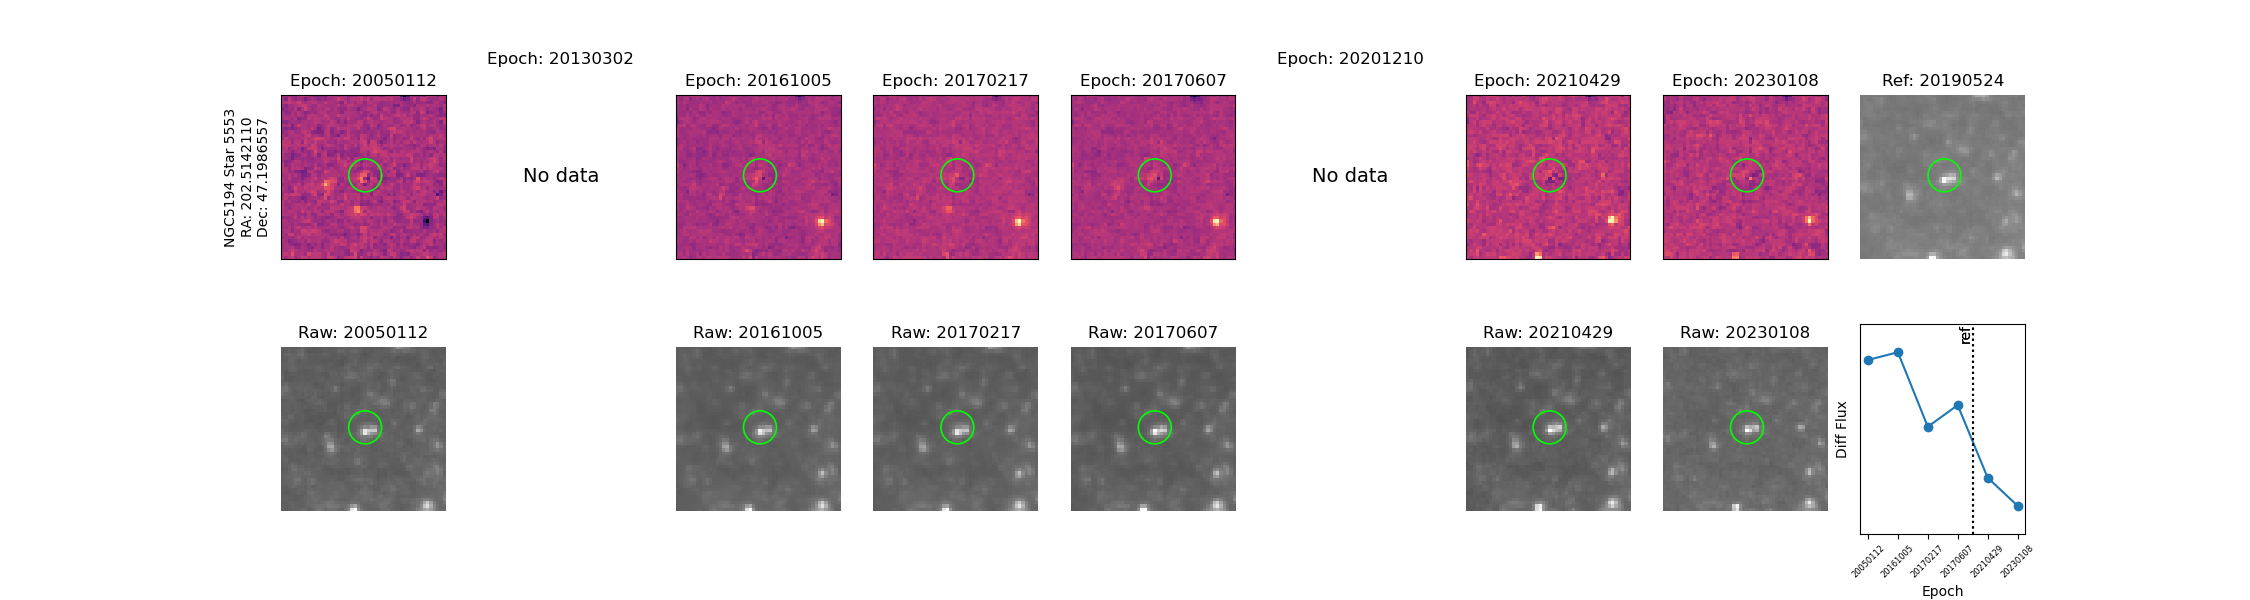 Epoch: 20130302
Epoch: 20201210
Epoch: 20050112
Epoch: 20161005
Epoch: 20170217
Epoch: 20170607
Epoch: 20210429
Epoch: 20230108
Ref: 20190524
NGC5194 Star 5553
RA: 202.5142110
Dec: 47.1986557
No data
No data
Raw: 20050112
Raw: 20161005
Raw: 20170217
Raw: 20170607
Raw: 20210429
Raw: 20230108
ref
Diff Flux
20050112
20161005
20170217
20170607
20210429
20230108
Epoch